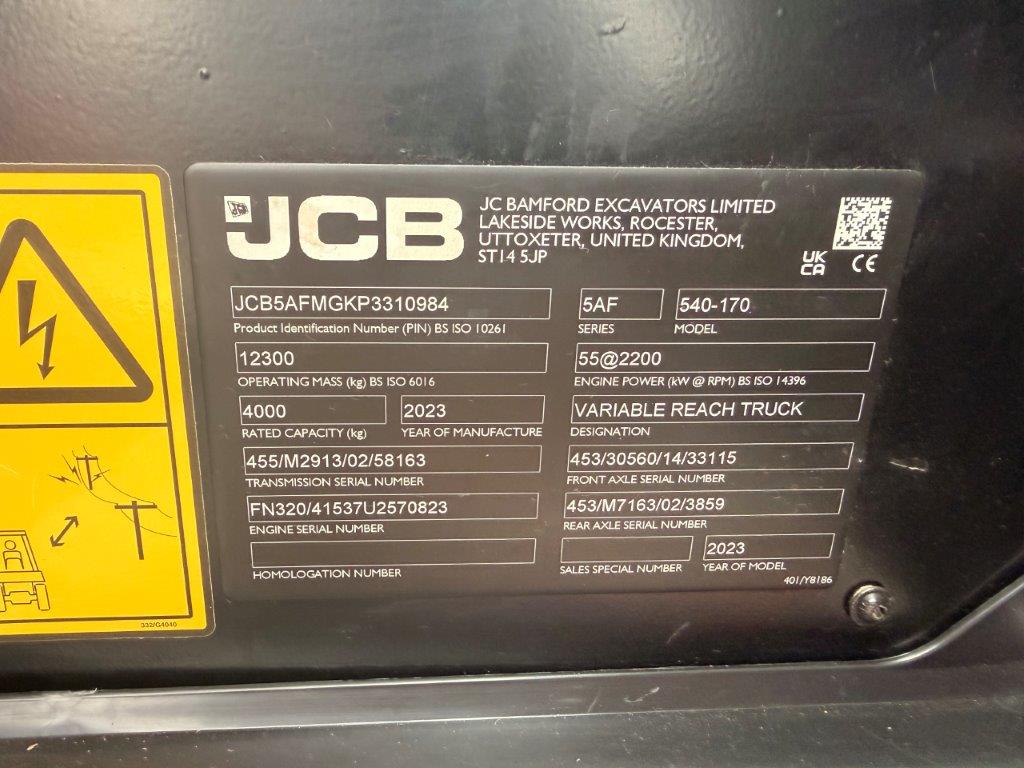 JCB
JC BAMFORD EXCAVATORS LIMITED
LAKESIDE WORKS, ROCESTER,
UTTOXETER, UNITED KINGDOM,
ST14 5JP
UK
CA
CE
JCB5AFMGKP3310984
Product Identification Number (PIN) BS ISO 10261
5AF
SERIES
540-170
MODEL
12300
OPERATING MASS (kg) BS ISO 6016
55@2200
ENGINE POWER (kW @ RPM) BS ISO 14396
4000
RATED CAPACITY (kg)
2023
YEAR OF MANUFACTURE
VARIABLE REACH TRUCK
DESIGNATION
455/M2913/02/58163
TRANSMISSION SERIAL NUMBER
453/30560/14/33115
FRONT AXLE SERIAL NUMBER
FN320/41537U2570823
ENGINE SERIAL NUMBER
453/M7163/02/3859
REAR AXLE SERIAL NUMBER
HOMOLOGATION NUMBER
SALES SPECIAL NUMBER
2023
YEAR OF MODEL
401/Y8186
332/G4040